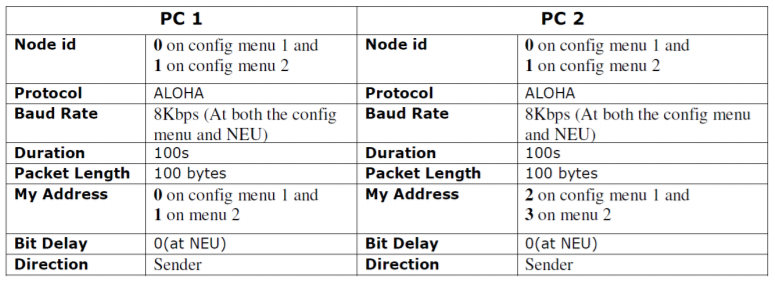 PC 1 PC 2
Node id 0 on config menu 1 and Node id 0 on config menu 1 and
1 on config menu 2 1 on config menu 2
Protocol ALOHA Protocol ALOHA
Baud Rate 8Kbps (At both the config Baud Rate 8Kbps (At both the config menu
menu and NEU) and NEU)
Duration 100s Duration 100s
Packet Length 100 bytes Packet Length 100 bytes
My Address 0 on config menu 1 and My Address 2 on config menu 1 and
1 on menu 2 3 on menu 2
Bit Delay 0(at NEU) Bit Delay 0(at NEU)
Direction Sender Direction Sender